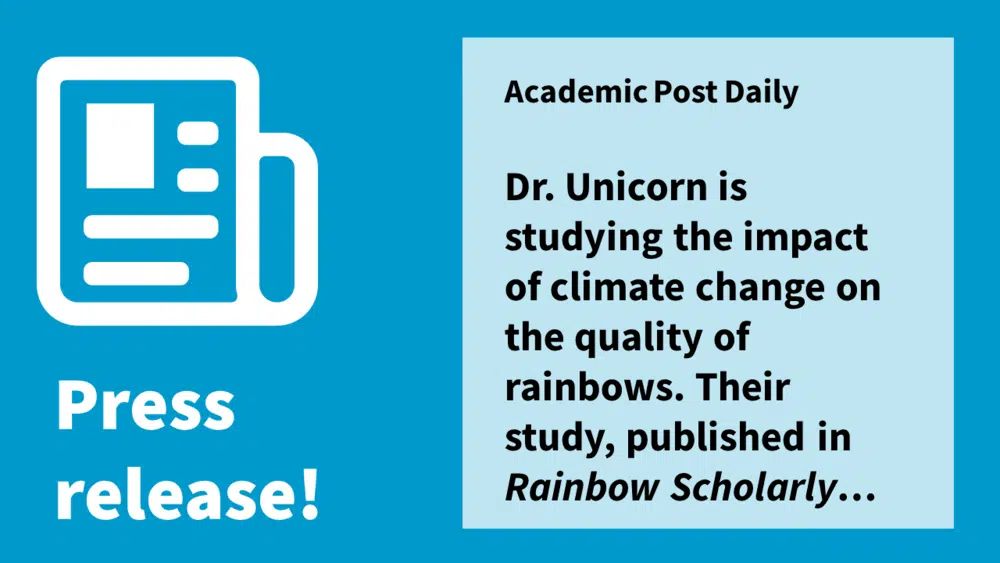 Press
release!
Academic Post Daily
Dr. Unicorn is
studying the impact
of climate change on
the quality of
rainbows. Their
study, published in
Rainbow Scholarly...